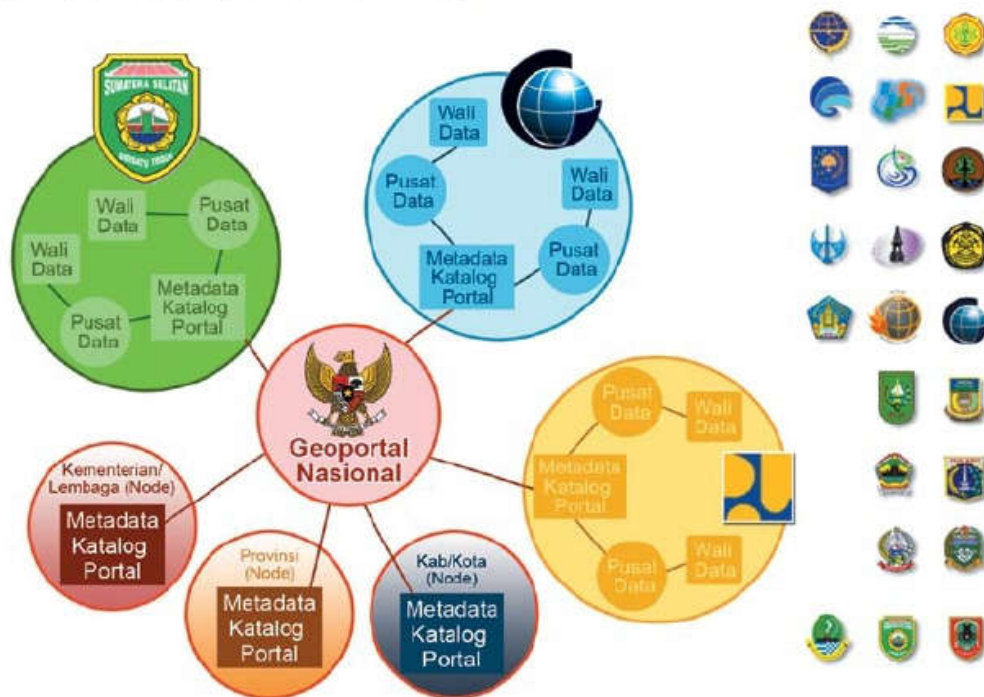 SUMATERA SELATAN
Wali
Data
Pusat
Data
Wali
Data
Pusat
Data
Metadata
Katalog
Portal
Wali
Data
Pusat
Data
Wali
Data
Pusat
Data
Metadata
Katalog
Portal
Geoportal
Nasional
Pusat
Data
Wali
Data
Metadata
Katalog
Portal
Pusat
Data
Wali
Data
Kementerian/
Lembaga (Node)
Metadata
Katalog
Portal
Provinsi
(Node)
Metadata
Katalog
Portal
Kab/Kota
(Node)
Metadata
Katalog
Portal